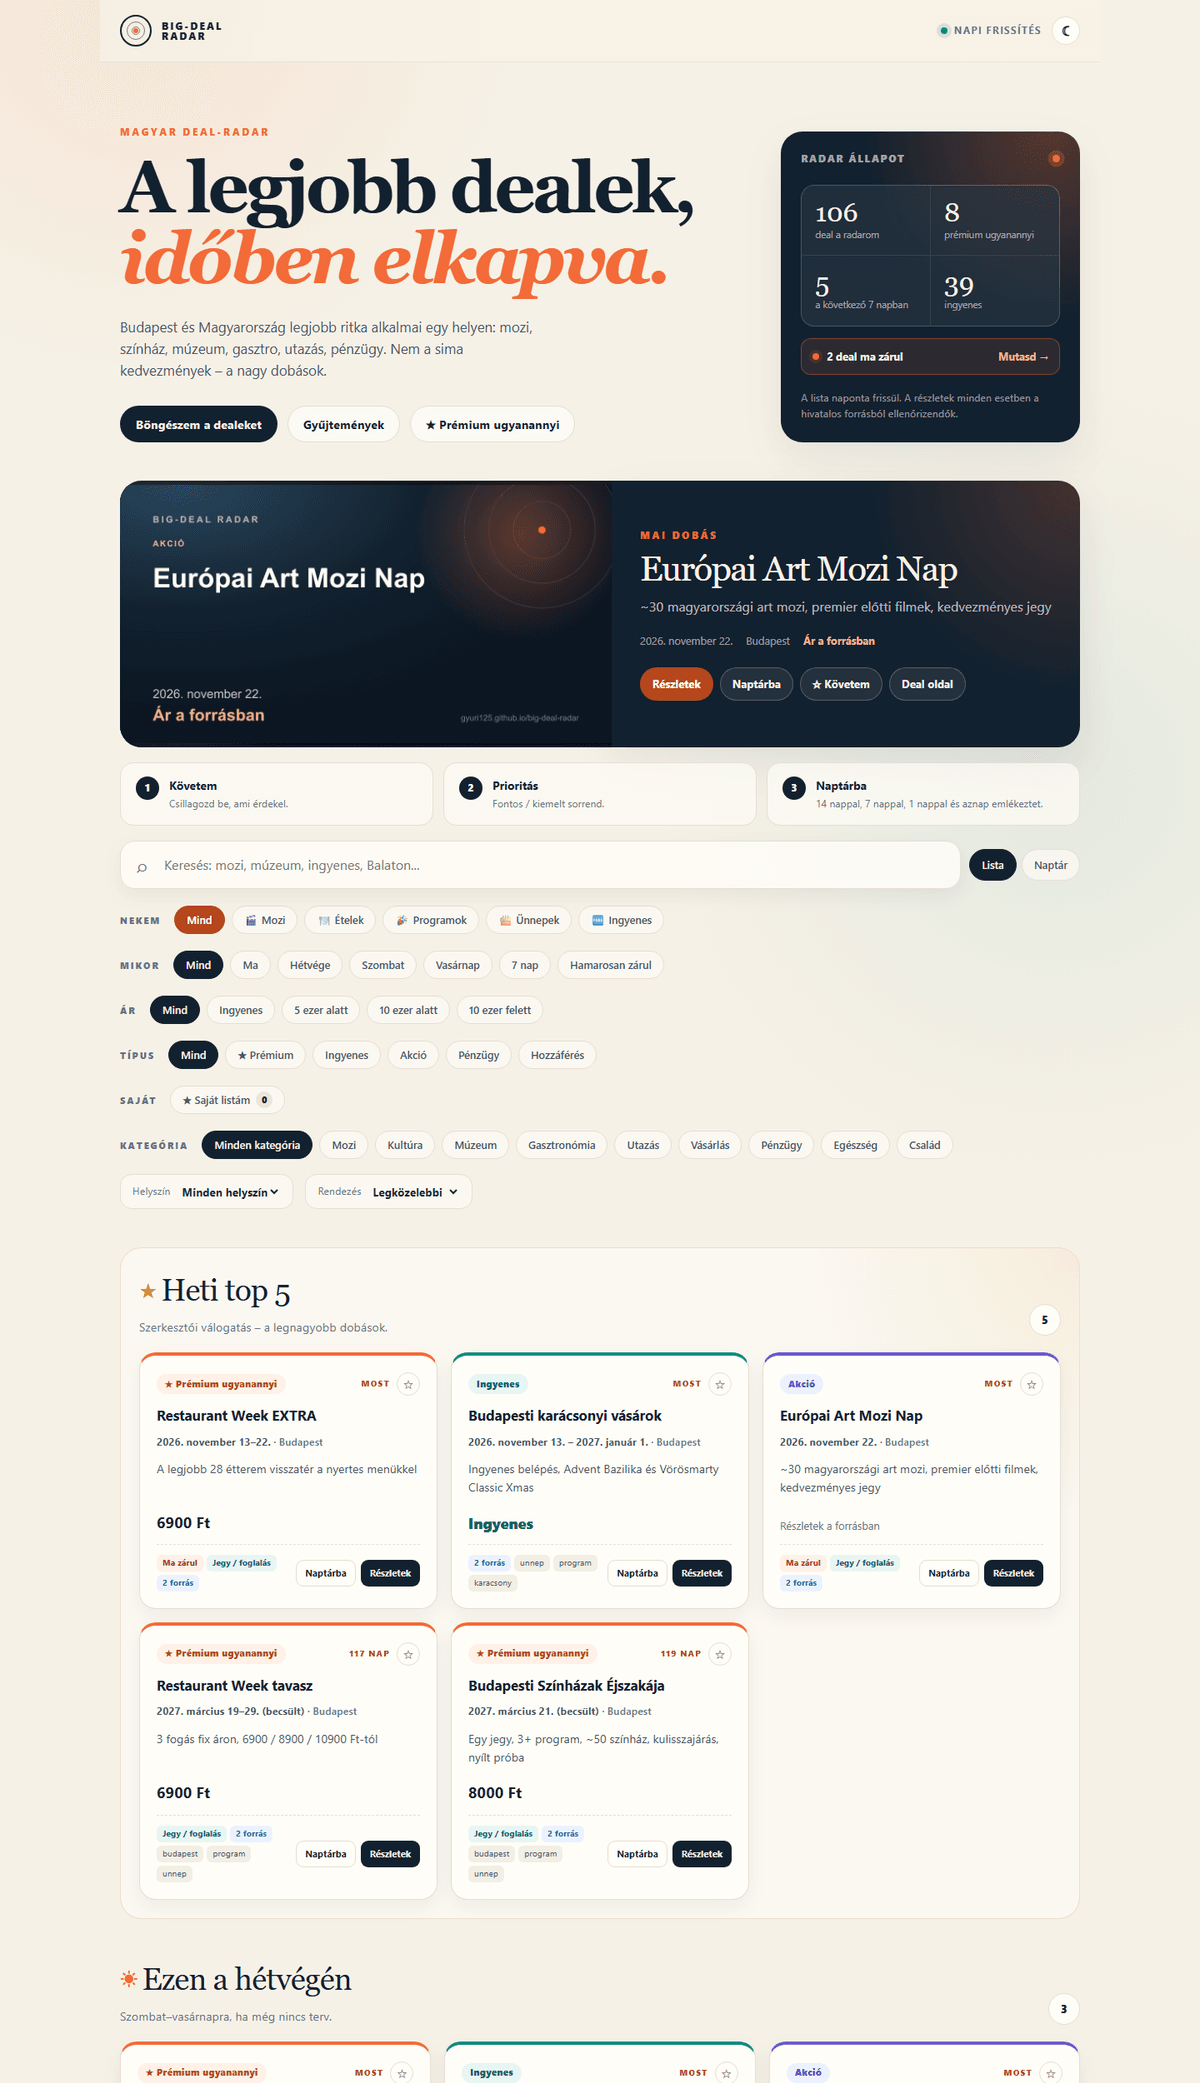 BIG-DEAL
RADAR
NAPI FRISSÍTÉS
MAGYAR DEAL-RADAR
A legjobb dealek,
időben elkapva.
Budapest és Magyarország legjobb ritka alkalmai egy helyen: mozi,
színház, múzeum, gasztro, utazás, pénzügy. Nem a sima
kedvezmények – a nagy dobások.
Böngészem a dealeket
Gyűjtemények
★ Prémium ugyanannyi
RADAR ÁLLAPOT
106
deal a radarom
8
prémium ugyanannyi
5
a következő 7 napban
39
ingyenes
2 deal ma zárul
Mutasd →
A lista naponta frissül. A részletek minden esetben a
hivatalos forrásból ellenőrizendők.
BIG-DEAL RADAR
AKCIÓ
Európai Art Mozi Nap
2026. november 22.
Ár a forrásban
gyuri125.github.io/big-deal-radar
MAI DOBÁS
Európai Art Mozi Nap
~30 magyarországi art mozi, premier előtti filmek, kedvezményes jegy
2026. november 22. Budapest Ár a forrásban
Részletek
Naptárba
☆ Követem
Deal oldal
1
Követem
Csillagozd be, ami érdekel.
2
Prioritás
Fontos / kiemelt sorrend.
3
Naptárba
14 nappal, 7 nappal, 1 nappal és aznap emlékeztet.
Keresés: mozi, múzeum, ingyenes, Balaton...
Lista
Naptár
NEKEM Mind 🎬 Mozi 🍽️ Ételek 🎉 Programok 🎊 Ünnepek 🆓 Ingyenes
MIKOR Mind Ma Hétvége Szombat Vasárnap 7 nap Hamarosan zárul
ÁR Mind Ingyenes 5 ezer alatt 10 ezer alatt 10 ezer felett
TÍPUS Mind ★ Prémium Ingyenes Akció Pénzügy Hozzáférés
SAJÁT ★ Saját listám 0
KATEGÓRIA Minden kategória Mozi Kultúra Múzeum Gasztronómia Utazás Vásárlás Pénzügy Egészség Család
Helyszín Minden helyszín
Rendezés Legközelebbi
★ Heti top 5
Szerkesztői válogatás – a legnagyobb dobások.
5
★ Prémium ugyanannyi
MOST
Restaurant Week EXTRA
2026. november 13–22. · Budapest
A legjobb 28 étterem visszatér a nyertes menükkel
6900 Ft
Ma zárul Jegy / foglalás
2 forrás
Naptárba
Részletek
Ingyenes
MOST
Budapesti karácsonyi vásárok
2026. november 13. – 2027. január 1. · Budapest
Ingyenes belépés, Advent Bazilika és Vörösmarty
Classic Xmas
Ingyenes
2 forrás unnep program
karacsony
Naptárba
Részletek
Akció
MOST
Európai Art Mozi Nap
2026. november 22. · Budapest
~30 magyarországi art mozi, premier előtti filmek,
kedvezményes jegy
Részletek a forrásban
Ma zárul Jegy / foglalás
2 forrás
Naptárba
Részletek
★ Prémium ugyanannyi
117 NAP
Restaurant Week tavasz
2027. március 19–29. (becsült) · Budapest
3 fogás fix áron, 6900 / 8900 / 10900 Ft-tól
6900 Ft
Jegy / foglalás 2 forrás
budapest program
unnep
Naptárba
Részletek
★ Prémium ugyanannyi
119 NAP
Budapesti Színházak Éjszakája
2027. március 21. (becsült) · Budapest
Egy jegy, 3+ program, ~50 színház, kulisszajárás,
nyílt próba
8000 Ft
Jegy / foglalás 2 forrás
budapest program
unnep
Naptárba
Részletek
☀ Ezen a hétvégén
Szombat–vasárnapra, ha még nincs terv.
3
★ Prémium ugyanannyi
MOST
Ingyenes
MOST
Akció
MOST